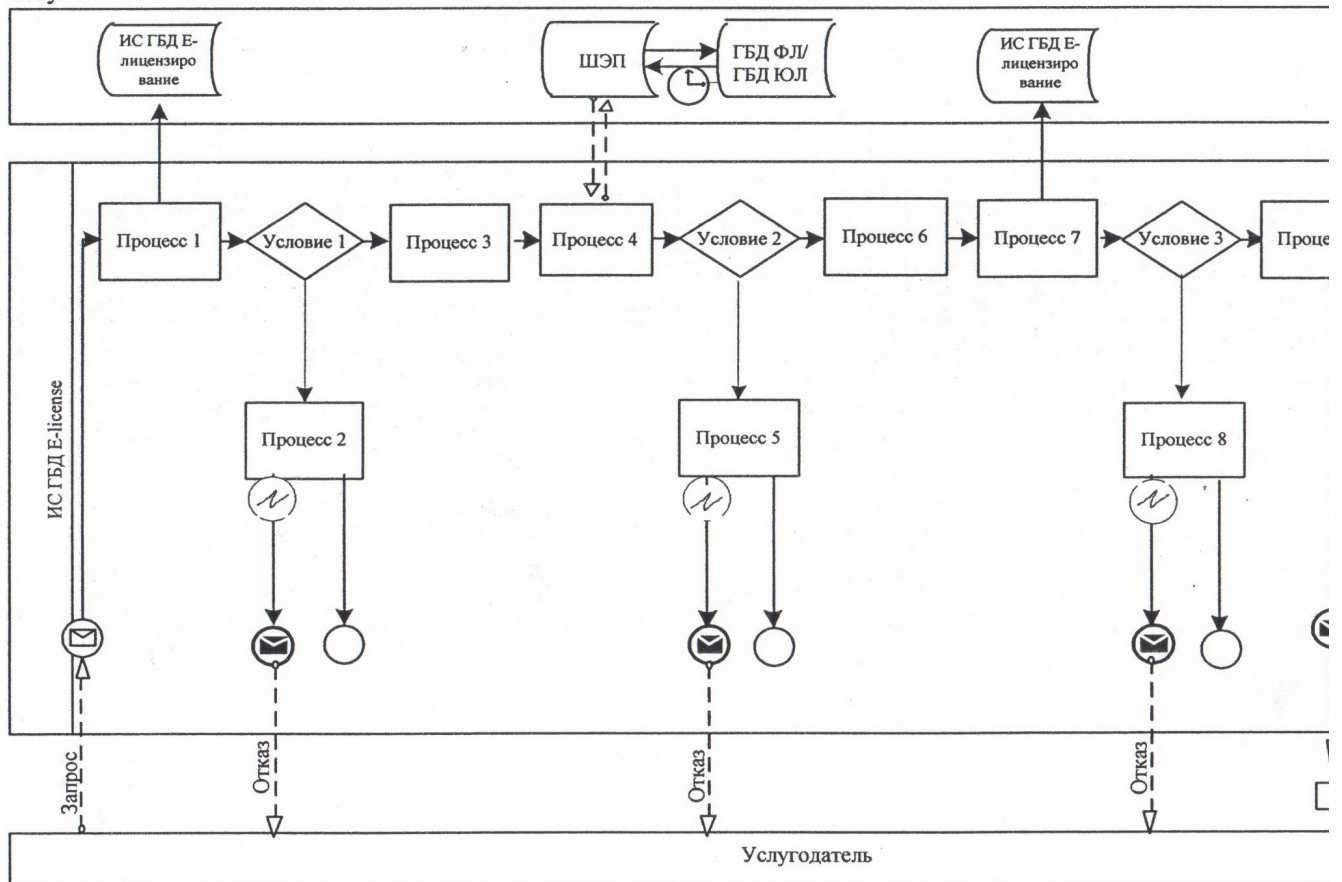 ИС ГБД Е-
лицензиро
вание
ШЭП
ГБД ФЛ/
ГБД ЮЛ
ИС ГБД Е-
лицензиро
вание
ИС ГБД E-license
Процесс 1
Условие 1
Процесс 3
Процесс 4
Условие 2
Процесс 6
Процесс 7
Условие 3
Проце
Процесс 2
Процесс 5
Процесс 8
Запрос
Отказ
Отказ
Отказ
Услугодатель